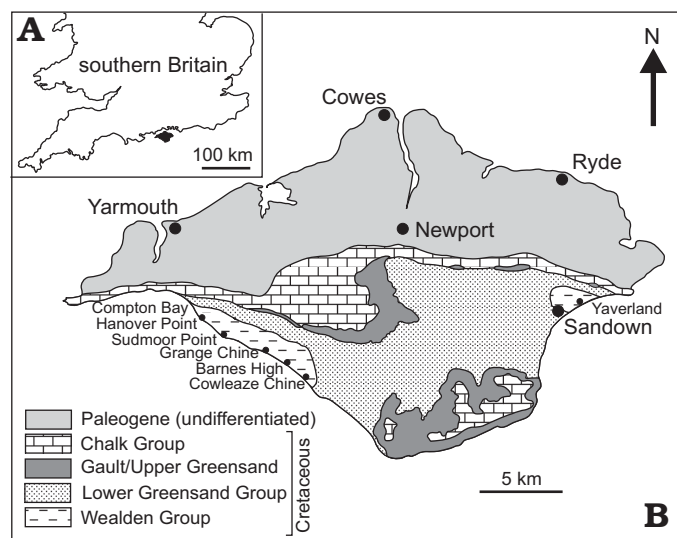 A
southern Britain
100 km
N
Cowes
Ryde
Yarmouth
Newport
Compton Bay
Hanover Point
Sudmoor Point
Grange Chine
Barnes High
Cowleaze Chine
Yaverland
Sandown
Paleogene (undifferentiated)
Chalk Group
Gault/Upper Greensand
Lower Greensand Group
Wealden Group
Cretaceous
5 km
B